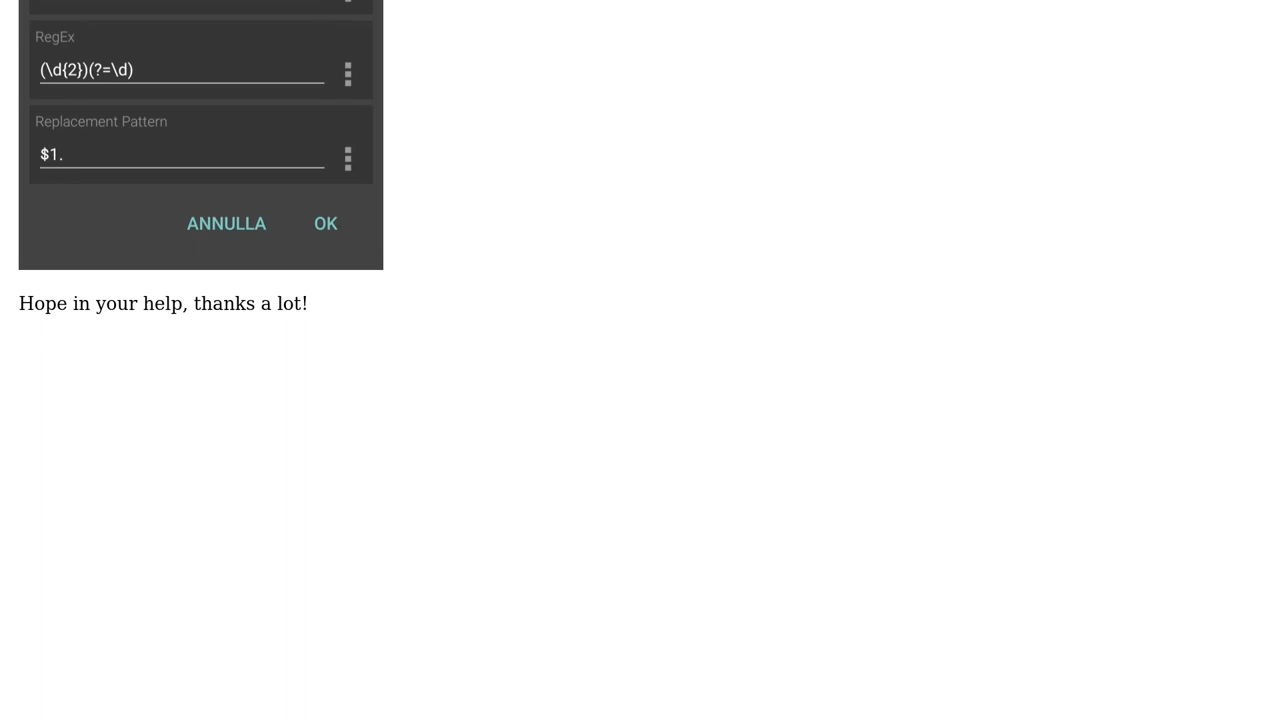 RegEx
(\d{2})(?=\d)
Replacement Pattern
$1.
ANNULLA OK
Hope in your help, thanks a lot!